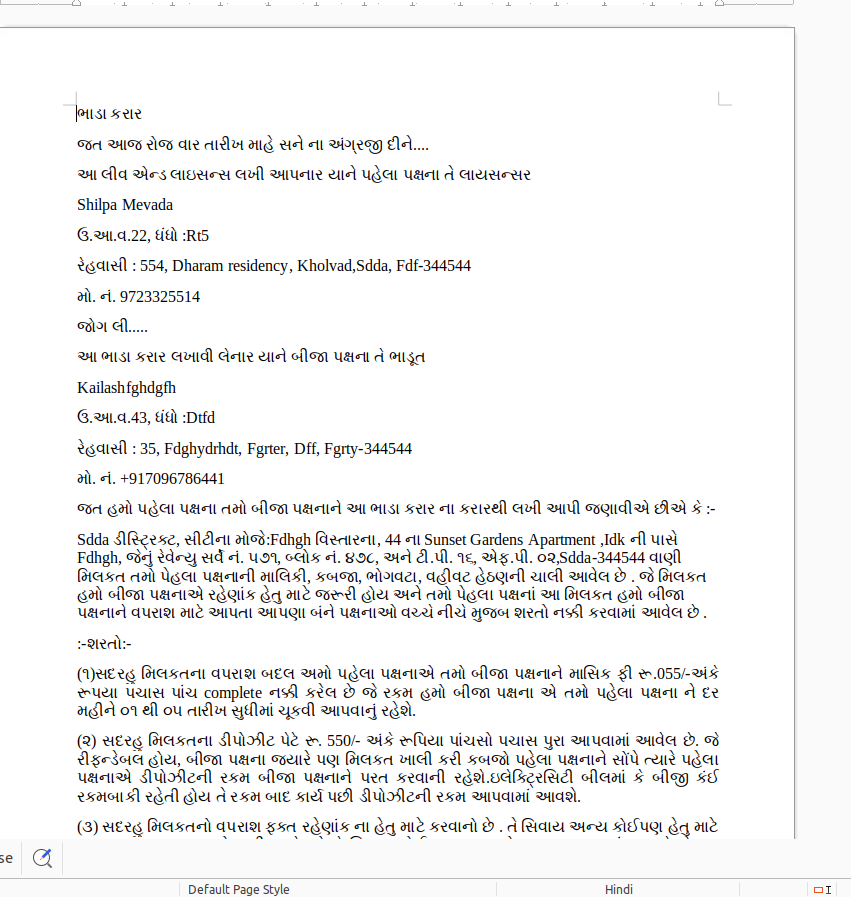 ભાડા કરાર
જત આજ રોજ વાર તારીખ માહે સને ના અંગ્રજી દીને....
આ લીવ એન્ડ લાઇસન્સ લખી આપનાર યાને પહેલા પક્ષના તે લાયસન્સર
Shilpa Mevada
ઉ.આ.વ.22, ધંધો :Rt5
રેહવાસી : 554, Dharam residency, Kholvad,Sdda, Fdf-344544
મો. નં. 9723325514
જોગ લી.....
આ ભાડા કરાર લખાવી લેનાર યાને બીજા પક્ષના તે ભાડૂત
Kailashfghdgfh
ઉ.આ.વ.43, ધંધો :Dtfd
રેહવાસી : 35, Fdghydrhdt, Fgrter, Dff, Fgrty-344544
મો. નં. +917096786441
જત હમો પહેલા પક્ષના તમો બીજા પક્ષનાને આ ભાડા કરાર ના કરારથી લખી આપી જણાવીએ છીએ કે :-
Sdda ડીસ્ટ્રિક્ટ, સીટીના મોજે:Fdhgh વિસ્તારના, 44 ના Sunset Gardens Apartment ,Idk ની પાસે
Fdhgh, જેનું રેવેન્યુ સર્વે નં. ૫૭૧, બ્લોક નં. ૪૭૮, અને ટી.પી. ૧૬, એફ.પી. ૦૨,Sdda-344544 વાણી
મિલકત તમો પેહલા પક્ષનાની માલિકી, કબજા, ભોગવટા, વહીવટ હેઠણની ચાલી આવેલ છે . જે મિલકત
હમો બીજા પક્ષનાએ રહેણાંક હેતુ માટે જરૂરી હોય અને તમો પેહલા પક્ષનાં આ મિલકત હમો બીજા
પક્ષનાને વપરાશ માટે આપતા આપણા બંને પક્ષનાઓ વચ્ચે નીચે મુજબ શરતો નક્કી કરવામાં આવેલ છે .
:-શરતો:-
(૧)સદરહુ મિલકતના વપરાશ બદલ અમો પહેલા પક્ષનાએ તમો બીજા પક્ષનાને માસિક ફી રૂ.055/-અંકે
રૂપયા પંચાસ પાંચ complete નક્કી કરેલ છે જે રકમ હમો બીજા પક્ષના એ તમો પહેલા પક્ષના ને દર
મહીને ૦૧ થી ૦૫ તારીખ સુધીમાં ચૂકવી આપવાનું રહેશે.
(૨) સદરહુ મિલકતના ડીપોઝીટ પેટે રૂ. 550/- અંકે રૂપિયા પાંચસો પચાસ પુરા આપવામાં આવેલ છે. જે
રીફન્ડેબલ હોય, બીજા પક્ષના જયારે પણ મિલકત ખાલી કરી કબજો પહેલા પક્ષનાને સોંપે ત્યારે પહેલા
પક્ષનાએ ડીપોઝીટની રકમ બીજા પક્ષનાને પરત કરવાની રહેશે.ઇલેક્ટ્રિસિટી બીલમાં કે બીજી કંઈ
રકમબાકી રહેતી હોય તે રકમ બાદ કાર્ય પછી ડીપોઝીટની રકમ આપવામાં આવશે.
(૩) સદરહુ મિલકતનો વપરાશ ફક્ત રહેણાંક ના હેતુ માટે કરવાનો છે . તે સિવાય અન્ય કોઈપણ હેતુ માટે
se
Default Page Style
Hindi